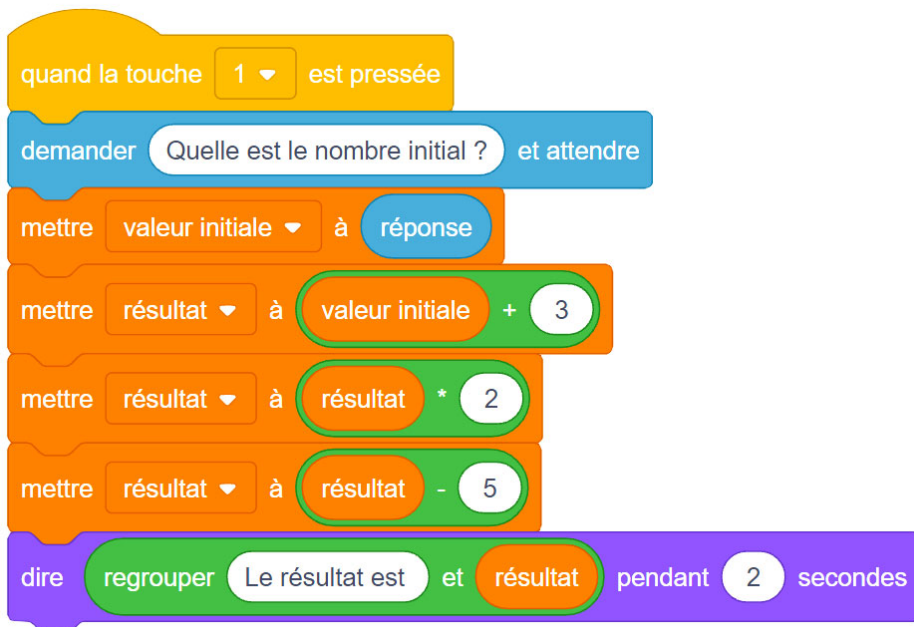 quand la touche 1 est pressée
demander Quelle est le nombre initial ? et attendre
mettre valeur initiale à réponse
mettre résultat à valeur initiale + 3
mettre résultat à résultat * 2
mettre résultat à résultat - 5
dire regrouper Le résultat est et résultat pendant 2 secondes